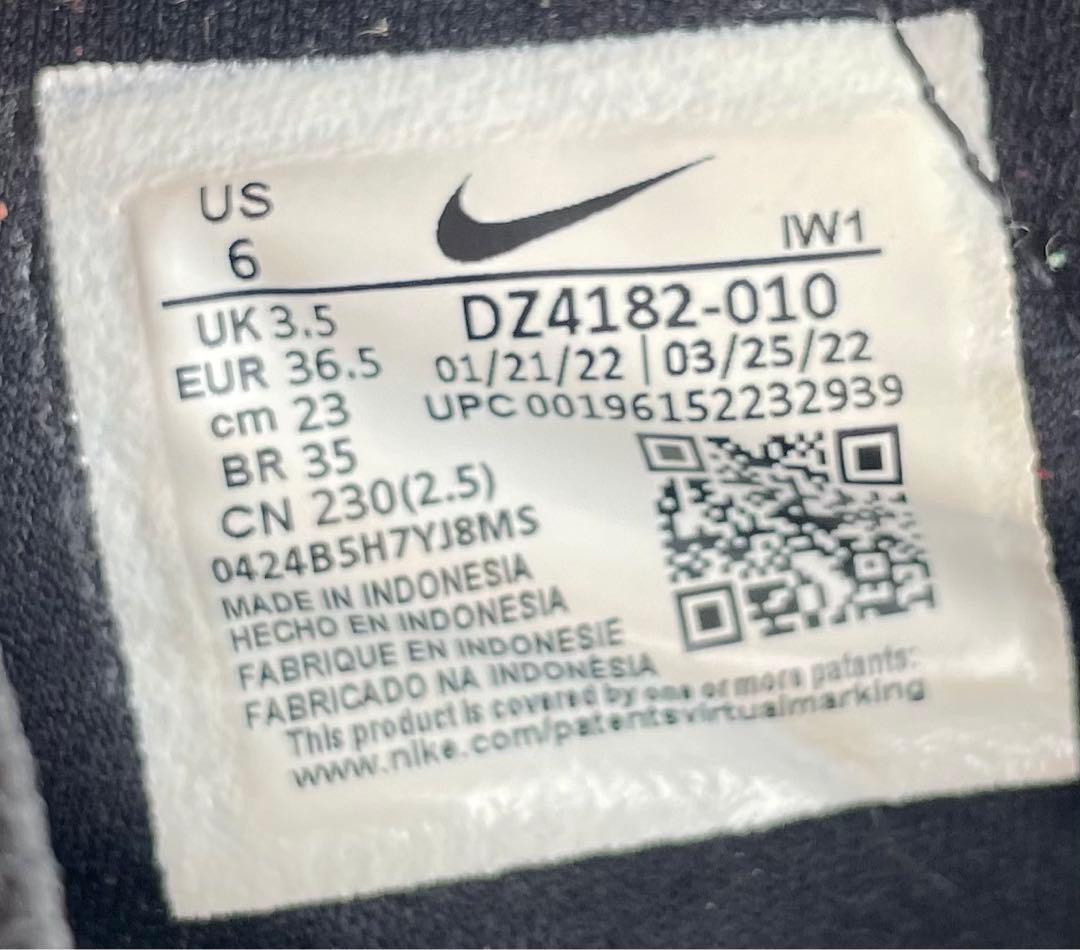 US
6
IW1
UK 3.5
EUR 36.5
cm 23
BR 35
CN 230(2.5)
DZ4182-010
01/21/22 | 03/25/22
UPC 00196152232939
0424B5H7YJ8MS
MADE IN INDONESIA
HECHO EN INDONESIA
FABRIQUE EN INDONESIE
FABRICADO NA INDONÉSIA
This product is covered by one or more patents:
www.nike.com/patentsvirtualmarking